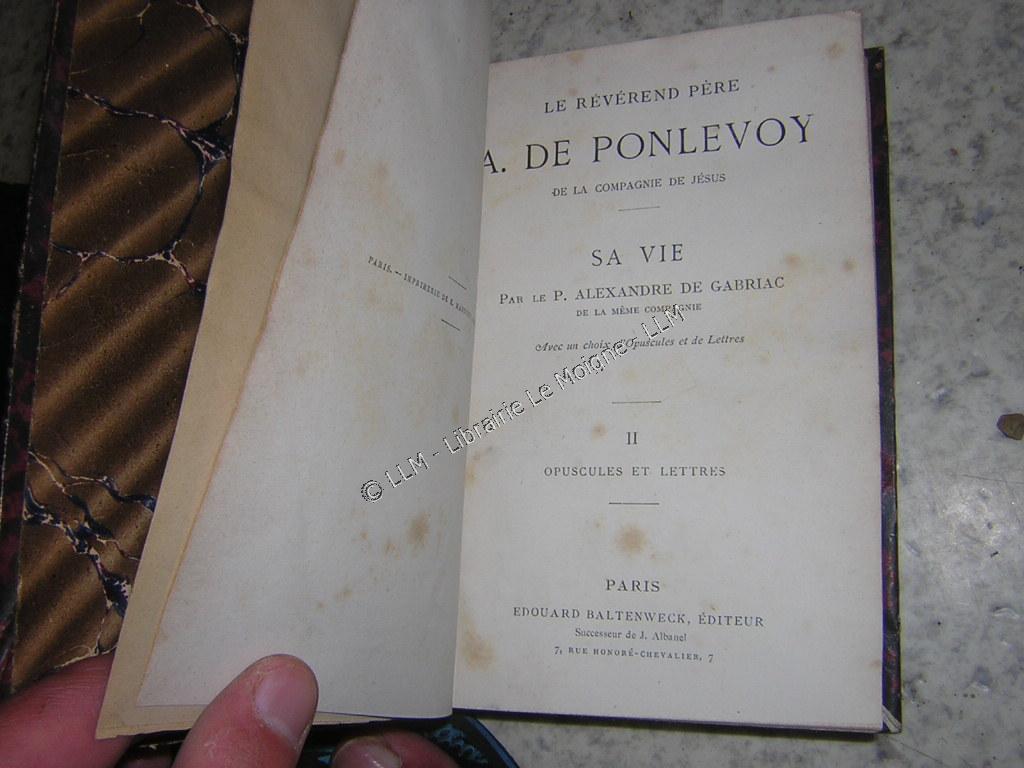 PARIS. — IMPRIMERIE DE E.
LE RÉVÉREND PÈRE
A. DE PONLEVOY
DE LA COMPAGNIE DE JÉSUS
SA VIE
PAR LE P. ALEXANDRE DE GABRIAC
DE LA MÊME COMPAGNIE
Avec un choix d'Opuscules et de Lettres
II
OPUSCULES ET LETTRES
PARIS
EDOUARD BALTENWECK, ÉDITEUR
Successeur de J. Albanel
7, RUE HONORÉ-CHEVALIER, 7
© LLM - Librairie Le Moigne - LLM